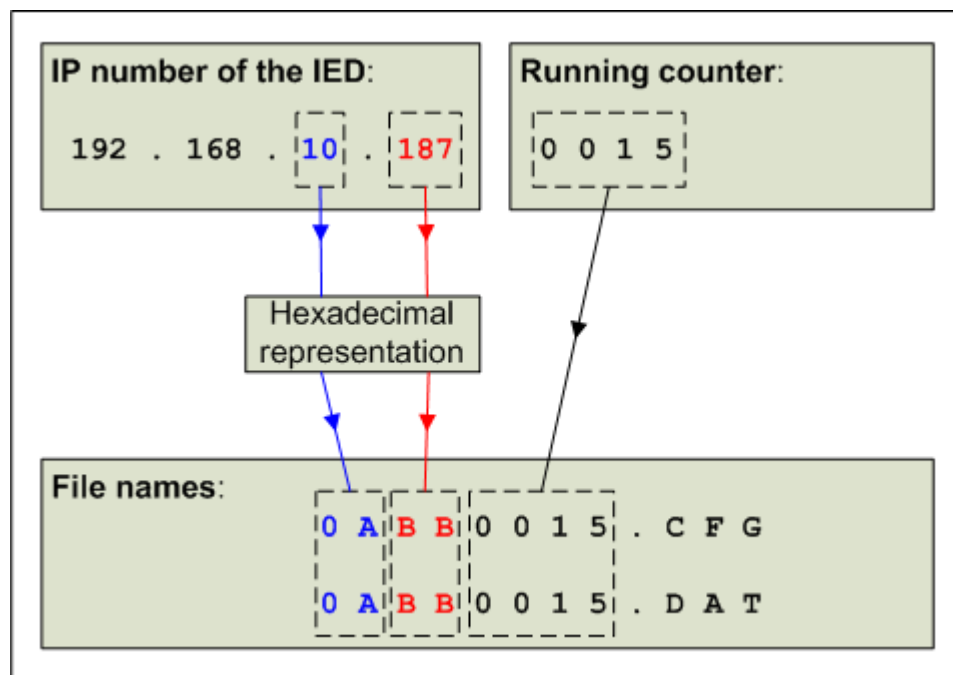 IP number of the IED:
192 . 168 . 10 . 187
Running counter:
0 0 1 5
Hexadecimal
representation
File names:
0 A B B 0 0 1 5 . C F G
0 A B B 0 0 1 5 . D A T